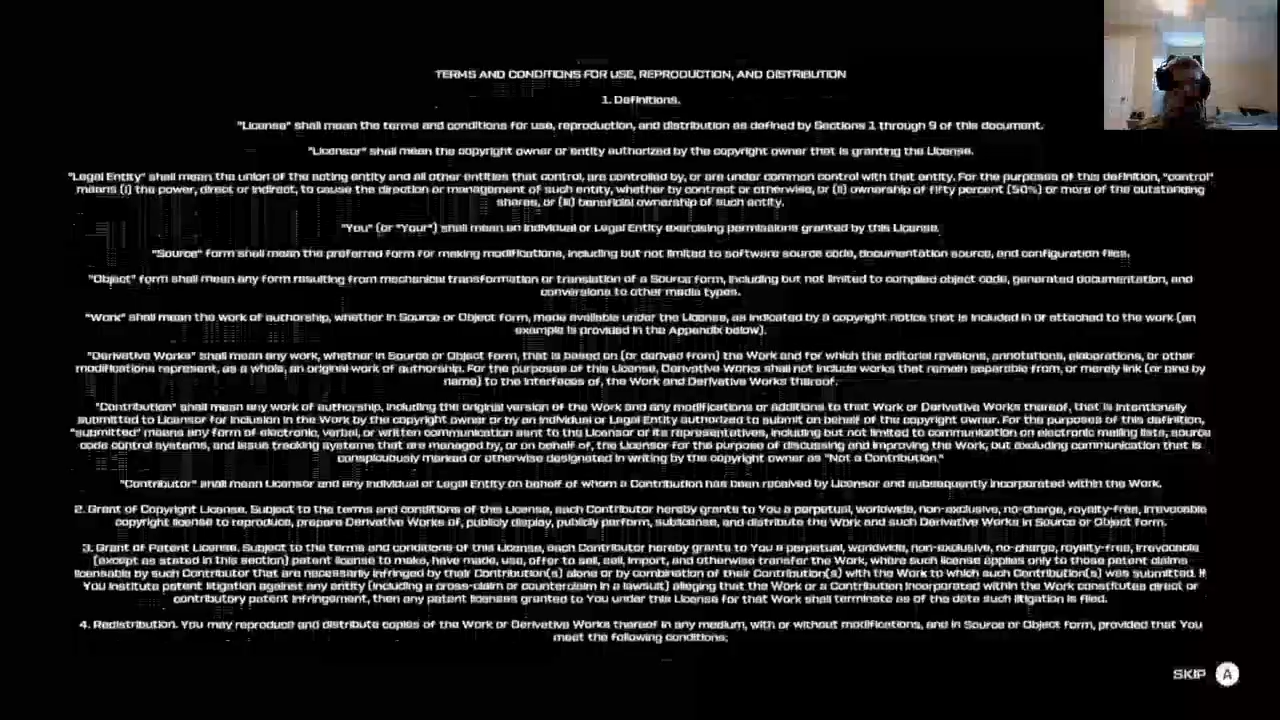 TERMS AND CONDITIONS FOR USE, REPRODUCTION, AND DISTRIBUTION
1. Definitions.
"License" shall mean the terms and conditions for use, reproduction, and distribution as defined by Sections 1 through 9 of this document.
"Licensor" shall mean the copyright owner or entity authorized by the copyright owner that is granting the License.
"Legal Entity" shall mean the union of the acting entity and all other entities that control, are controlled by, or are under common control with that entity. For the purposes of this definition, "control"
means (i) the power, direct or indirect, to cause the direction or management of such entity, whether by contract or otherwise, or (ii) ownership of fifty percent (50%) or more of the outstanding
shares, or (iii) beneficial ownership of such entity.
"You" (or "Your") shall mean an individual or Legal Entity exercising permissions granted by this License.
"Source" form shall mean the preferred form for making modifications, including but not limited to software source code, documentation source, and configuration files.
"Object" form shall mean any form resulting from mechanical transformation or translation of a Source form, including but not limited to compiled object code, generated documentation, and
conversions to other media types.
"Work" shall mean the work of authorship, whether in Source or Object form, made available under the License, as indicated by a copyright notice that is included in or attached to the work (an
example is provided in the Appendix below).
"Derivative Works" shall mean any work, whether in Source or Object form, that is based on (or derived from) the Work and for which the editorial revisions, annotations, elaborations, or other
modifications represent, as a whole, an original work of authorship. For the purposes of this License, Derivative Works shall not include works that remain separable from, or merely link (or bind by
name) to the interfaces of, the Work and Derivative Works thereof.
"Contribution" shall mean any work of authorship, including the original version of the Work and any modifications or additions to that Work or Derivative Works thereof, that is intentionally
submitted to Licensor for inclusion in the Work by the copyright owner or by an individual or Legal Entity authorized to submit on behalf of the copyright owner. For the purposes of this definition,
"submitted" means any form of electronic, verbal, or written communication sent to the Licensor or its representatives, including but not limited to communication on electronic mailing lists, source
code control systems, and issue tracking systems that are managed by, or on behalf of, the Licensor for the purpose of discussing and improving the Work, but excluding communication that is
conspicuously marked or otherwise designated in writing by the copyright owner as "Not a Contribution."
"Contributor" shall mean Licensor and any individual or Legal Entity on behalf of whom a Contribution has been received by Licensor and subsequently incorporated within the Work.
2. Grant of Copyright License. Subject to the terms and conditions of this License, each Contributor hereby grants to You a perpetual, worldwide, non-exclusive, no-charge, royalty-free, irrevocable
copyright license to reproduce, prepare Derivative Works of, publicly display, publicly perform, sublicense, and distribute the Work and such Derivative Works in Source or Object form.
3. Grant of Patent License. Subject to the terms and conditions of this License, each Contributor hereby grants to You a perpetual, worldwide, non-exclusive, no-charge, royalty-free, irrevocable
(except as stated in this section) patent license to make, have made, use, offer to sell, sell, import, and otherwise transfer the Work, where such license applies only to those patent claims
licensable by such Contributor that are necessarily infringed by their Contribution(s) alone or by combination of their Contribution(s) with the Work to which such Contribution(s) was submitted. If
You institute patent litigation against any entity (including a cross-claim or counterclaim in a lawsuit) alleging that the Work or a Contribution incorporated within the Work constitutes direct or
contributory patent infringement, then any patent licenses granted to You under this License for that Work shall terminate as of the date such litigation is filed.
4. Redistribution. You may reproduce and distribute copies of the Work or Derivative Works thereof in any medium, with or without modifications, and in Source or Object form, provided that You
meet the following conditions:
SKIP A